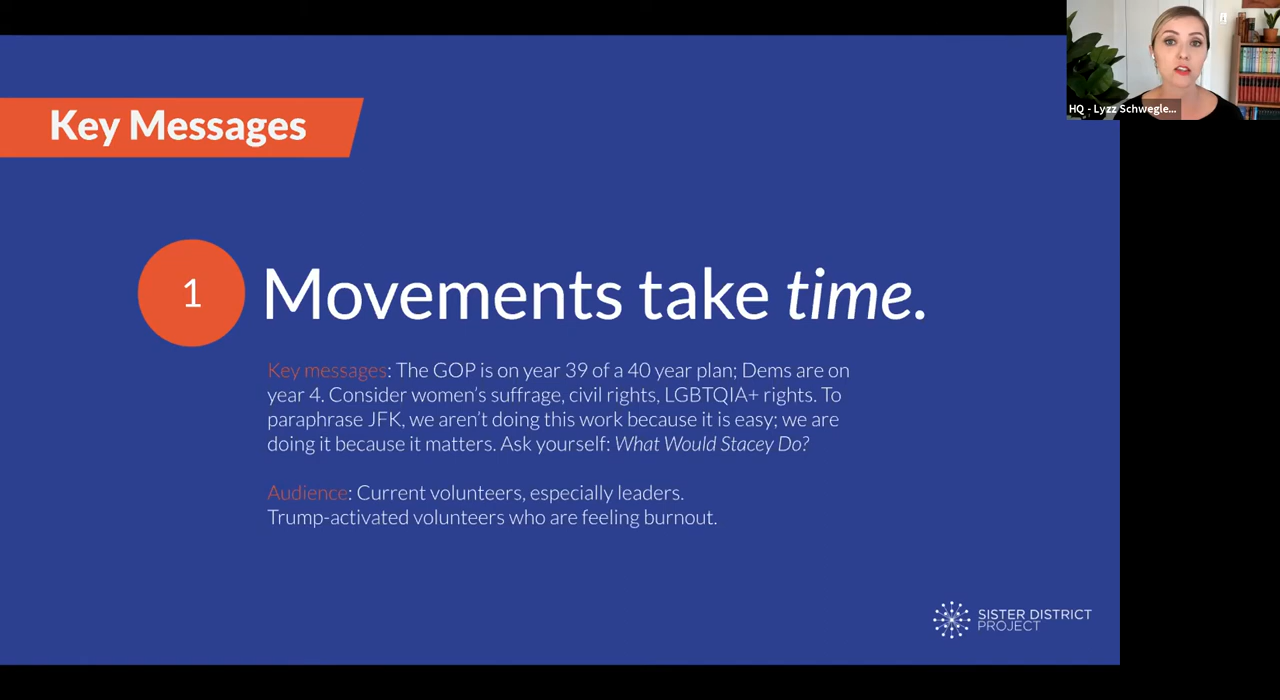 HQ - Lyzz Schwegle...
Key Messages
1
Movements take time.
Key messages: The GOP is on year 39 of a 40 year plan; Dems are on
year 4. Consider women's suffrage, civil rights, LGBTQIA+ rights. To
paraphrase JFK, we aren't doing this work because it is easy; we are
doing it because it matters. Ask yourself: What Would Stacey Do?
Audience: Current volunteers, especially leaders.
Trump-activated volunteers who are feeling burnout.
SISTER DISTRICT
PROJECT